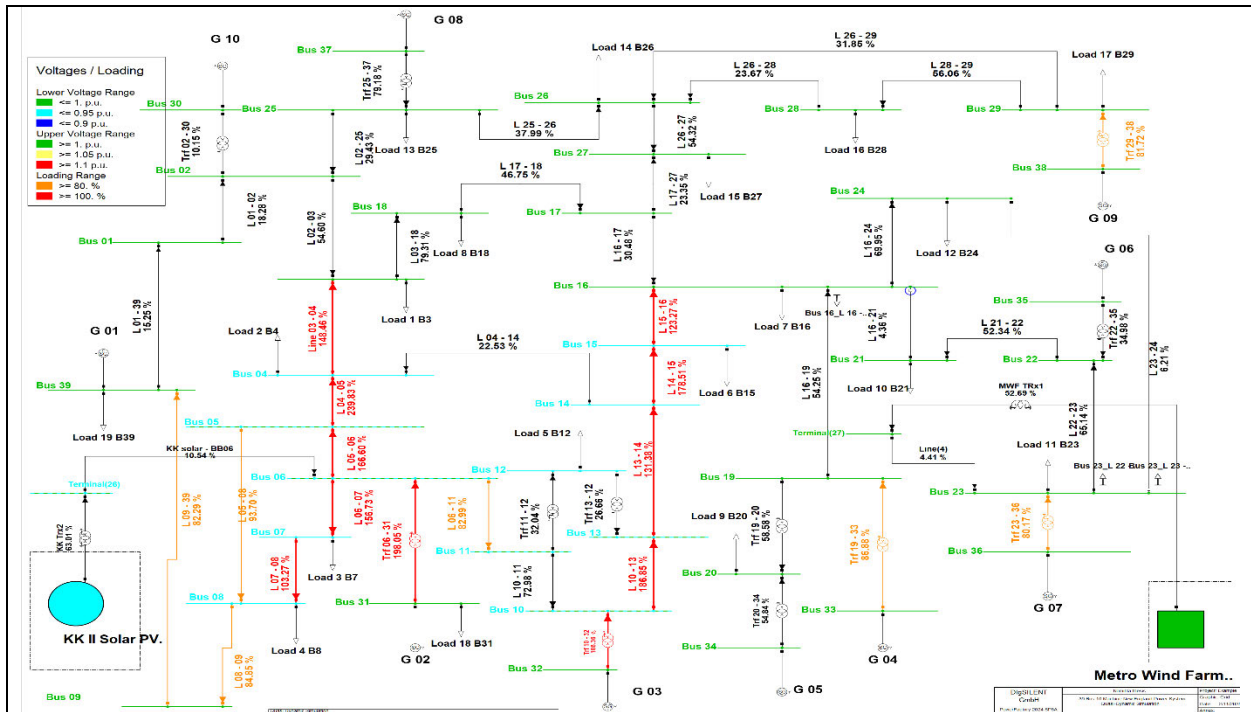 G 08
G 10
Bus 37
Load 14 B26
L 26 - 29
31.85 %
Load 17 B29
Trf 25 - 37
79.18 %
L 26 - 28
23.67 %
L 28 - 29
56.06 %
Voltages / Loading
Lower Voltage Range
<= 1. p.u.
<= 0.95 p.u.
<= 0.9 p.u.
Upper Voltage Range
>= 1. p.u.
>= 1.05 p.u.
>= 1.1 p.u.
Loading Range
>= 80. %
>= 100. %
Bus 30
Bus 25
Bus 26
Bus 28
Bus 29
Trf 02 - 30
10.15 %
L 02 - 25
29.43 %
Load 13 B25
L 25 - 26
37.99 %
L 26 - 27
54.32 %
Load 16 B28
Trf 29 - 38
81.72 %
Bus 27
Bus 02
L 17 - 18
46.75 %
Load 15 B27
Bus 38
G 09
L 01 - 02
18.28 %
L 02 - 03
54.60 %
Bus 18
Bus 17
L 17 - 27
23.35 %
Bus 24
L 03 - 18
79.31 %
Load 8 B18
L 16 - 17
30.48 %
L 16 - 24
69.95 %
Load 12 B24
Bus 01
G 06
L 01 - 39
15.25 %
Line 03 - 04
148.46 %
Load 1 B3
Bus 16
L 15 - 16
123.27 %
Load 7 B16
Bus 16_L 16 -..
L 16 - 21
4.36 %
Bus 35
Trf 22 - 35
34.98 %
G 01
Load 2 B4
L 04 - 14
22.53 %
Bus 15
L 21 - 22
52.34 %
Bus 21
Bus 22
L 23 - 24
6.21 %
Bus 39
Bus 04
L 14 - 15
178.51 %
Load 6 B15
L 16 - 19
54.25 %
Load 10 B21
MWF TRx1
52.69 %
L 22 - 23
65.14 %
Load 19 B39
L 04 - 05
239.83 %
Bus 14
Bus 05
Load 5 B12
Terminal(27)
Load 11 B23
KK solar - BB06
10.54 %
L 05 - 06
166.60 %
L 13 - 14
131.38 %
Line(4)
4.41 %
Bus 23_L 22
Bus 23_L 23 -..
L 09 - 39
82.29 %
L 05 - 08
93.70 %
Bus 06
Bus 12
Bus 19
Bus 23
Terminal(26)
L 06 - 07
156.73 %
Trf 06 - 31
198.05 %
L 06 - 11
82.99 %
Trf 11 - 12
32.04 %
Trf 13 - 12
26.66 %
Load 9 B20
Trf 19 - 20
58.58 %
Trf 19 - 33
86.88 %
Trf 23 - 36
80.17 %
KK Trx2
63.01 %
Bus 07
Bus 13
Bus 11
Bus 36
L 07 - 08
103.27 %
Load 3 B7
L 10 - 11
72.98 %
L 10 - 13
186.85 %
Bus 20
G 07
Bus 08
Bus 31
Bus 10
Trf 20 - 34
54.84 %
Bus 33
KK II Solar PV.
Load 4 B8
G 02
Load 18 B31
Bus 34
G 04
L 08 - 09
84.85 %
Bus 32
G 03
G 05
Metro Wind Farm..
Bus 09
DIgSILENT
GmbH